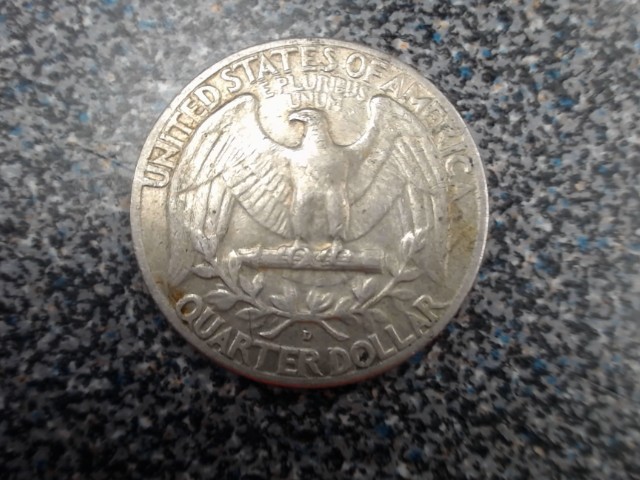 UNITED STATES OF AMERICA
E PLURIBUS
UNUM
D
QUARTER DOLLAR